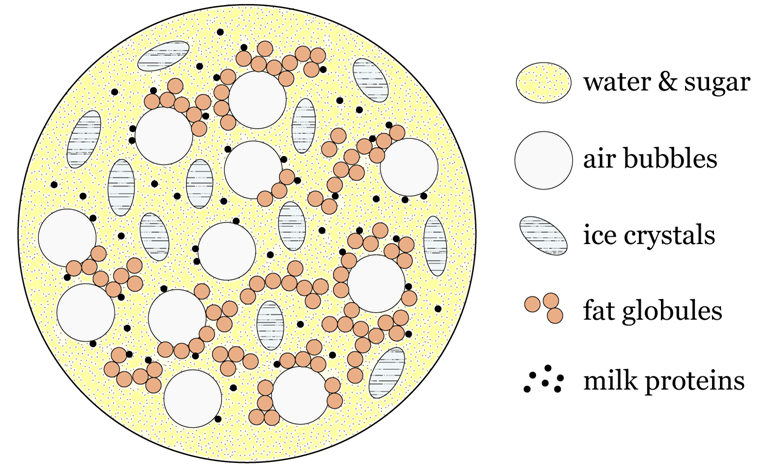 water & sugar
air bubbles
ice crystals
fat globules
milk proteins